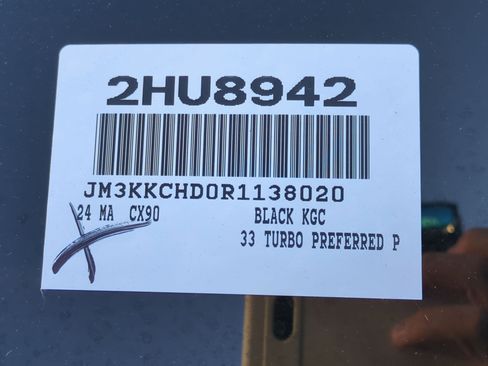 2HU8942
JM3KKCHD0R1138020
24 MA CX90 BLACK KGC
33 TURBO PREFERRED P